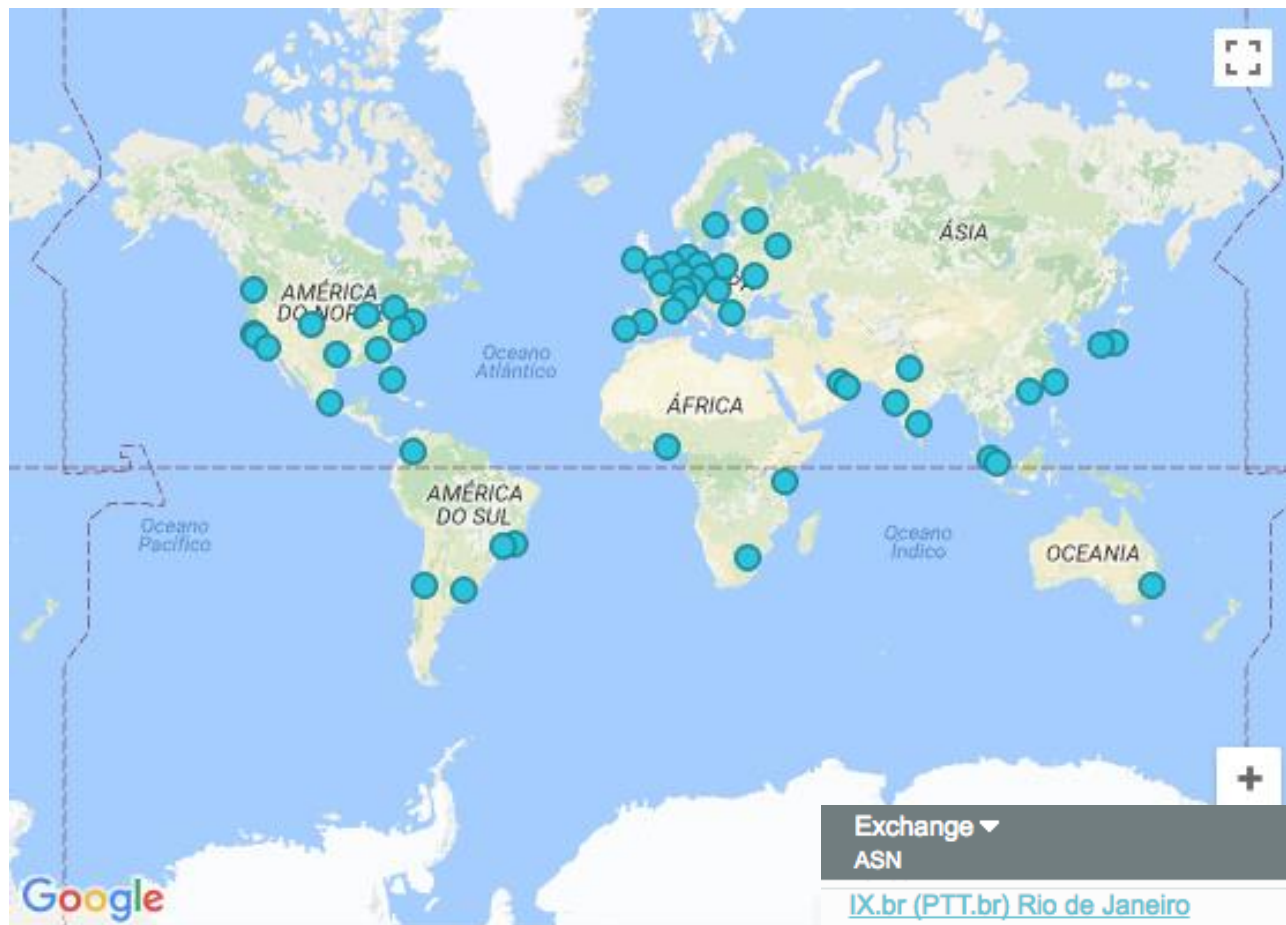 ÁSIA
AMÉRICA
DO NOR
PA
Oceano
Atlântico
ÁFRICA
AMÉRICA
DO SUL
Oceano
Pacífico
Oceano
Índico
OCEANIA
Exchange
ASN
Google
IX.br (PTT.br) Rio de Janeiro